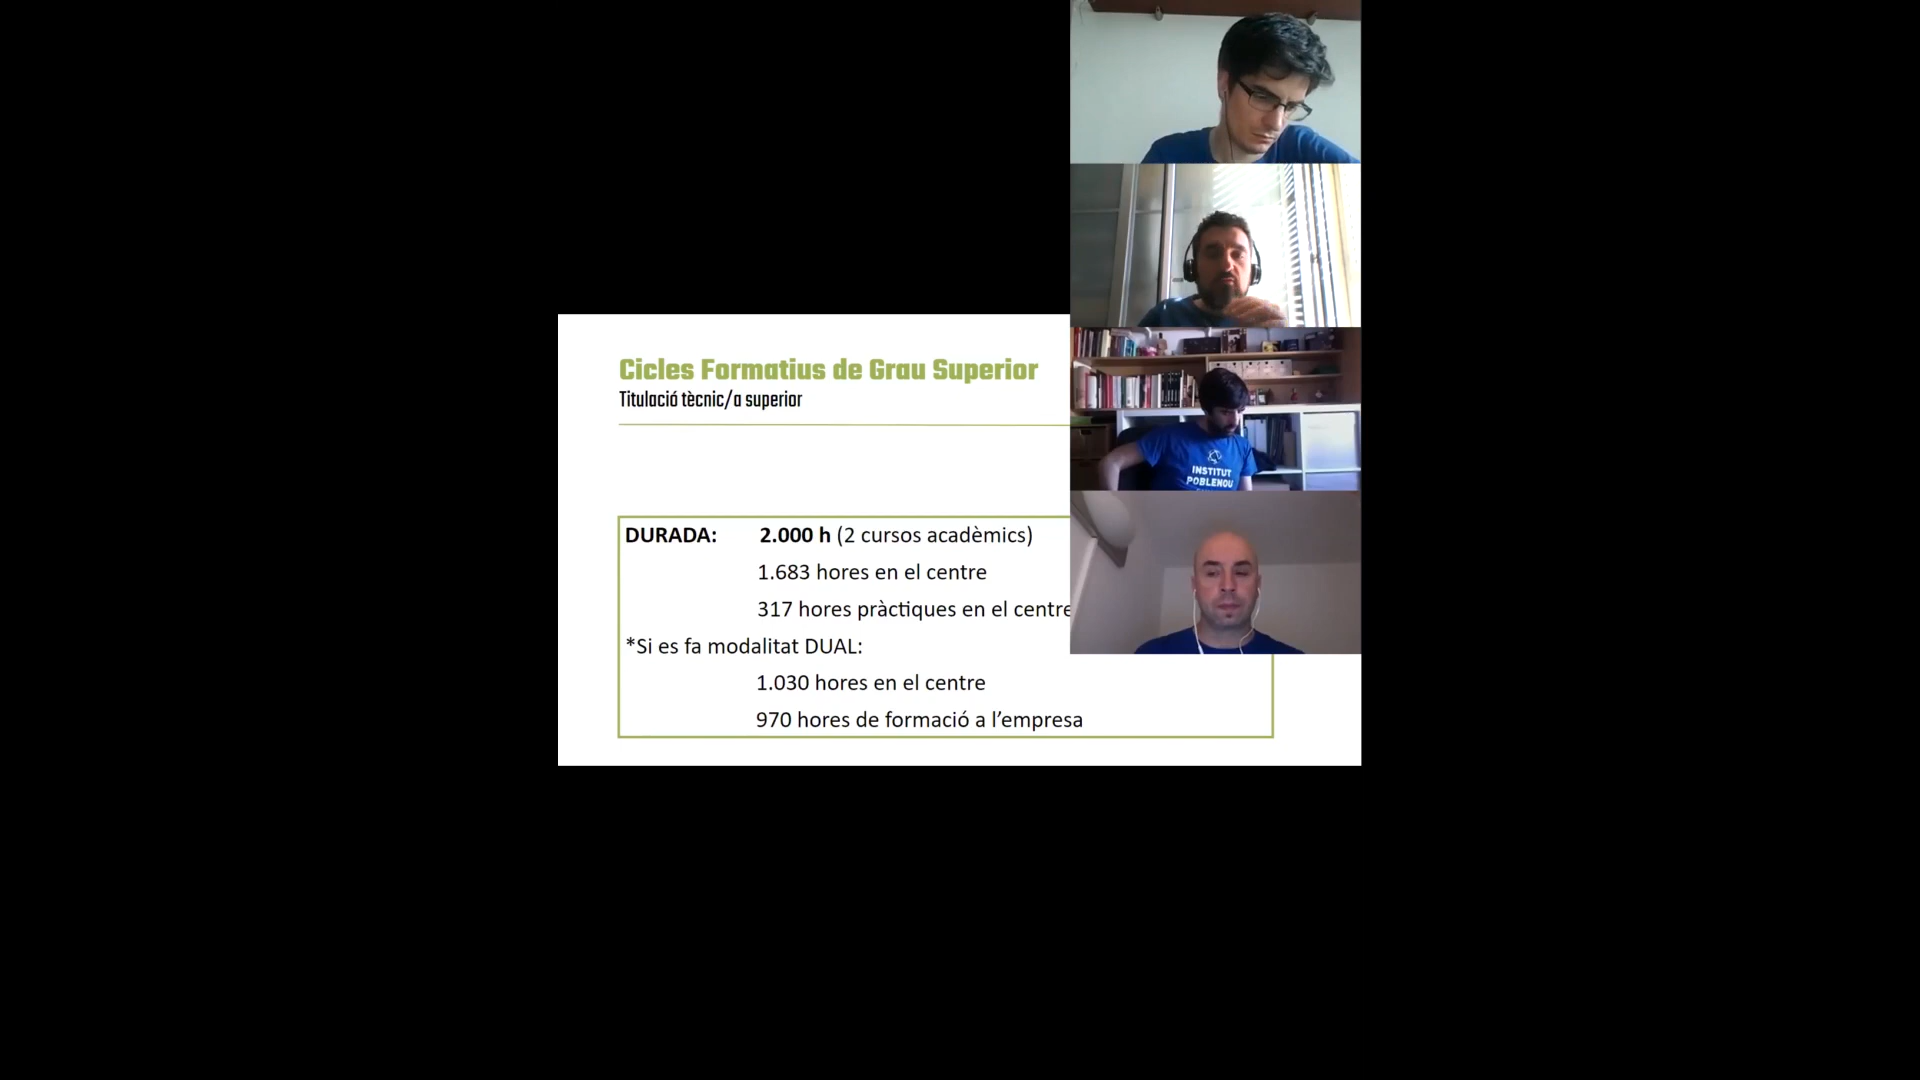 Cicles Formatius de Grau Superior
Titulació tècnic/a superior
DURADA: 2.000 h (2 cursos acadèmics)
1.683 hores en el centre
317 hores pràctiques en el centre
*Si es fa modalitat DUAL:
1.030 hores en el centre
970 hores de formació a l’empresa
INSTITUT
POBLENOU